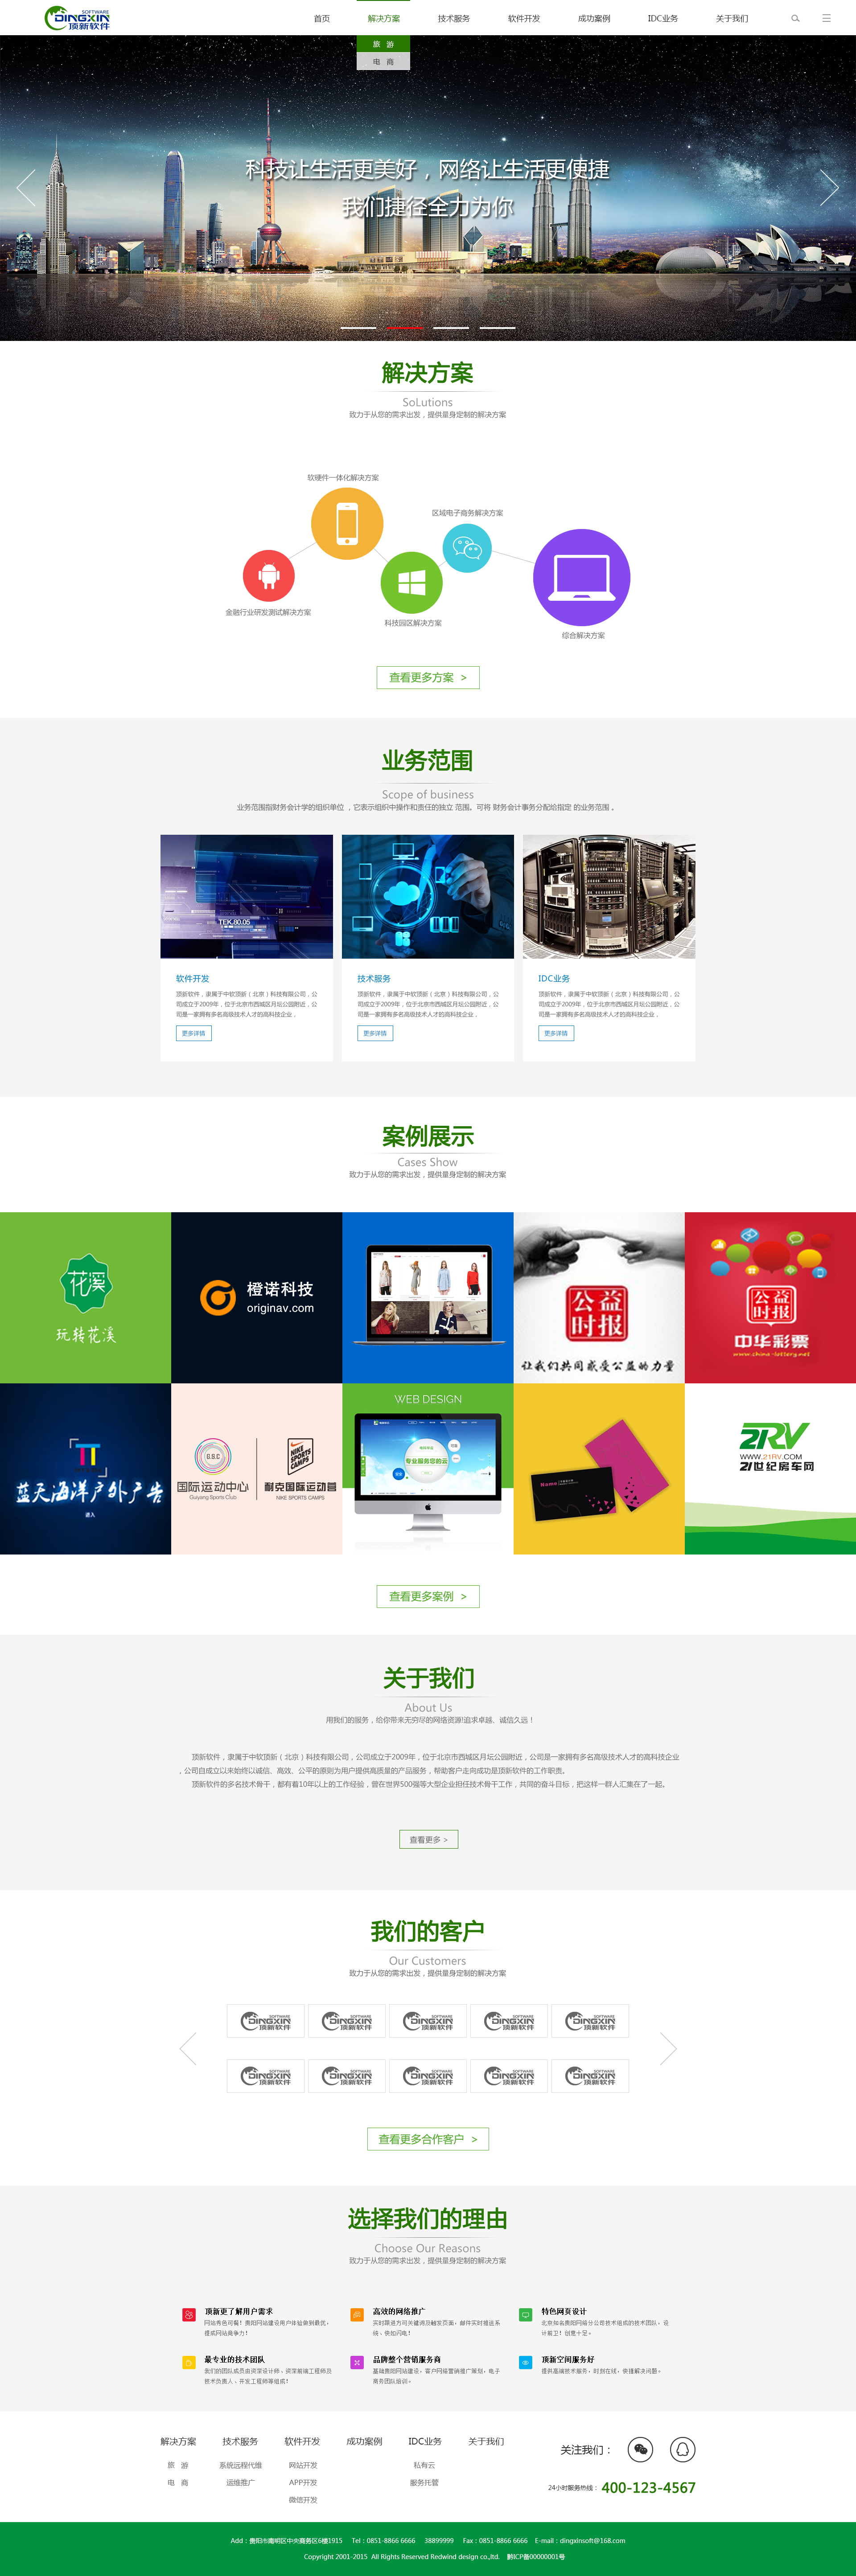 DINGXIN
SOFTWARE
顶新软件
首页
解决方案
技术服务
软件开发
成功案例
IDC业务
关于我们
旅 游
电 商
科技让生活更美好，网络让生活更便捷
我们捷径全力为你
解决方案
SoLutions
致力于从您的需求出发，提供量身定制的解决方案
软硬件一体化解决方案
区域电子商务解决方案
金融行业研发测试解决方案
科技园区解决方案
综合解决方案
查看更多方案 >
业务范围
Scope of business
业务范围指财务会计学的组织单位 ，它表示组织中操作和责任的独立 范围。可将 财务会计事务分配给指定 的业务范围 。
TEK.80.05
软件开发
顶新软件，隶属于中软顶新（北京）科技有限公司，公
司成立于2009年，位于北京市西城区月坛公园附近，公
司是一家拥有多名高级技术人才的高科技企业，
更多详情
技术服务
顶新软件，隶属于中软顶新（北京）科技有限公司，公
司成立于2009年，位于北京市西城区月坛公园附近，公
司是一家拥有多名高级技术人才的高科技企业，
更多详情
IDC业务
顶新软件，隶属于中软顶新（北京）科技有限公司，公
司成立于2009年，位于北京市西城区月坛公园附近，公
司是一家拥有多名高级技术人才的高科技企业，
更多详情
案例展示
Cases Show
致力于从您的需求出发，提供量身定制的解决方案
花溪
玩转花溪
橙诺科技
originav.com
公益时报
让我们共同感受公益的力量
公益时报
中华彩票
www.china-lottery.net
蓝天海洋户外广告
进入
G.S.C
国际运动中心
Guiyang Sports Club
NIKE SPORTS CAMPS
耐克国际运动营
NIKE SPORTS CAMPS
WEB DESIGN
专业服务您的云
Name
21RV
WWW.21RV.COM
21世纪房车网
查看更多案例 >
关于我们
About Us
用我们的服务，给你带来无穷尽的网络资源!追求卓越、诚信久远！
顶新软件，隶属于中软顶新（北京）科技有限公司，公司成立于2009年，位于北京市西城区月坛公园附近，公司是一家拥有多名高级技术人才的高科技企业
，公司自成立以来始终以诚信、高效、公平的原则为用户提供高质量的产品服务，帮助客户走向成功是顶新软件的工作职责。
顶新软件的多名技术骨干，都有着10年以上的工作经验，曾在世界500强等大型企业担任技术骨干工作，共同的奋斗目标，把这样一群人汇集在了一起。
查看更多 >
我们的客户
Our Customers
致力于从您的需求出发，提供量身定制的解决方案
DINGXIN 顶新软件
DINGXIN 顶新软件
DINGXIN 顶新软件
DINGXIN 顶新软件
DINGXIN 顶新软件
DINGXIN 顶新软件
DINGXIN 顶新软件
DINGXIN 顶新软件
DINGXIN 顶新软件
DINGXIN 顶新软件
查看更多合作客户 >
选择我们的理由
Choose Our Reasons
致力于从您的需求出发，提供量身定制的解决方案
顶新更了解用户需求
网站有色可餐！贵阳网站建设用户体验做到最优，
提成网站竞争力！
高效的网络推广
实时跟进方可关键词及触发页面，邮件实时推送系
统，快如闪电！
特色网页设计
北京知名贵阳网络分公司技术组成的技术团队，设
计前卫！创意十足。
最专业的技术团队
我们的团队成员由资深设计师、资深前端工程师及
技术负责人、开发工程师等组成！
品牌整个营销服务商
基础贵阳网站建设，客户网络营销推广策划，电子
商务团队培训。
顶新空间服务好
提供高端技术服务，时刻在线，快捷解决问题。
解决方案
技术服务
软件开发
成功案例
IDC业务
关于我们
旅 游
系统远程代维
网站开发
私有云
电 商
运维推广
APP开发
服务托管
微信开发
关注我们：
24小时服务热线： 400-123-4567
Add：贵阳市南明区中央商务区6楼1915 Tel：0851-8866 6666 38899999 Fax：0851-8866 6666 E-mail：dingxinsoft@168.com
Copyright 2001-2015 All Rights Reserved Redwind design co.,ltd. 黔ICP备00000001号